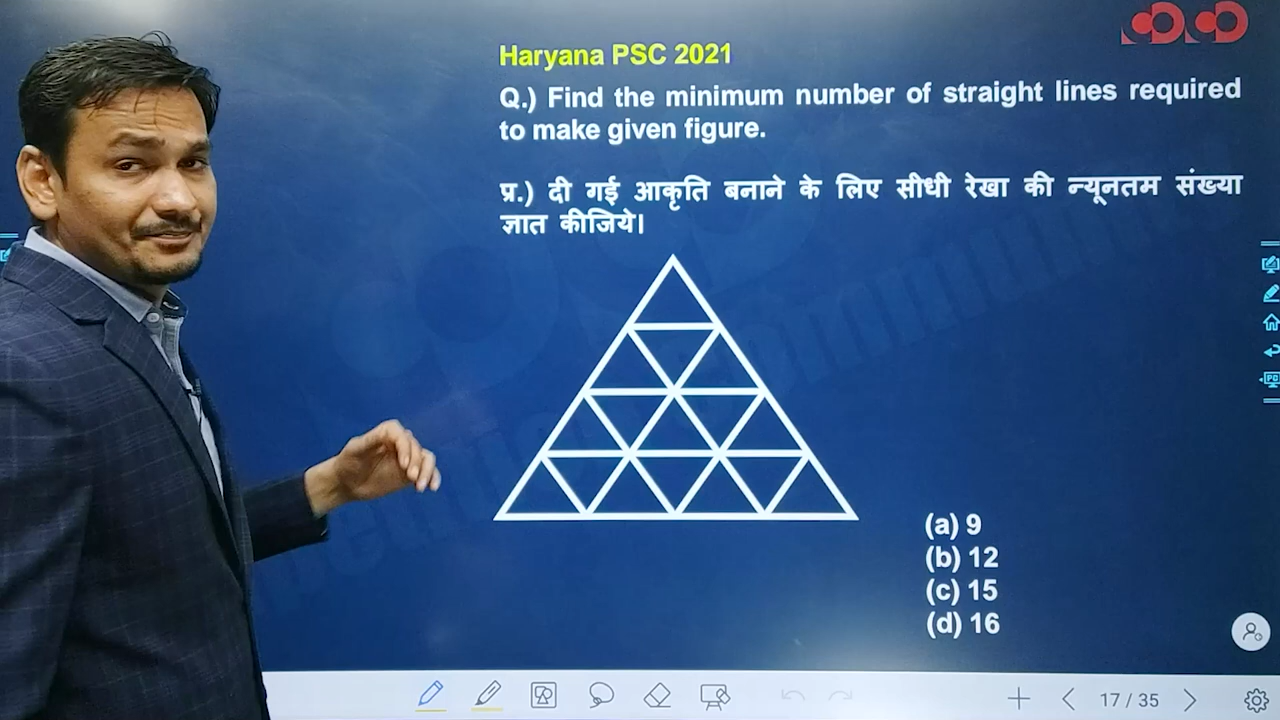 Haryana PSC 2021
Q.) Find the minimum number of straight lines required
to make given figure.
प्र.) दी गई आकृति बनाने के लिए सीधी रेखा की न्यूनतम संख्या
ज्ञात कीजिये।
(a) 9
(b) 12
(c) 15
(d) 16
17 / 35